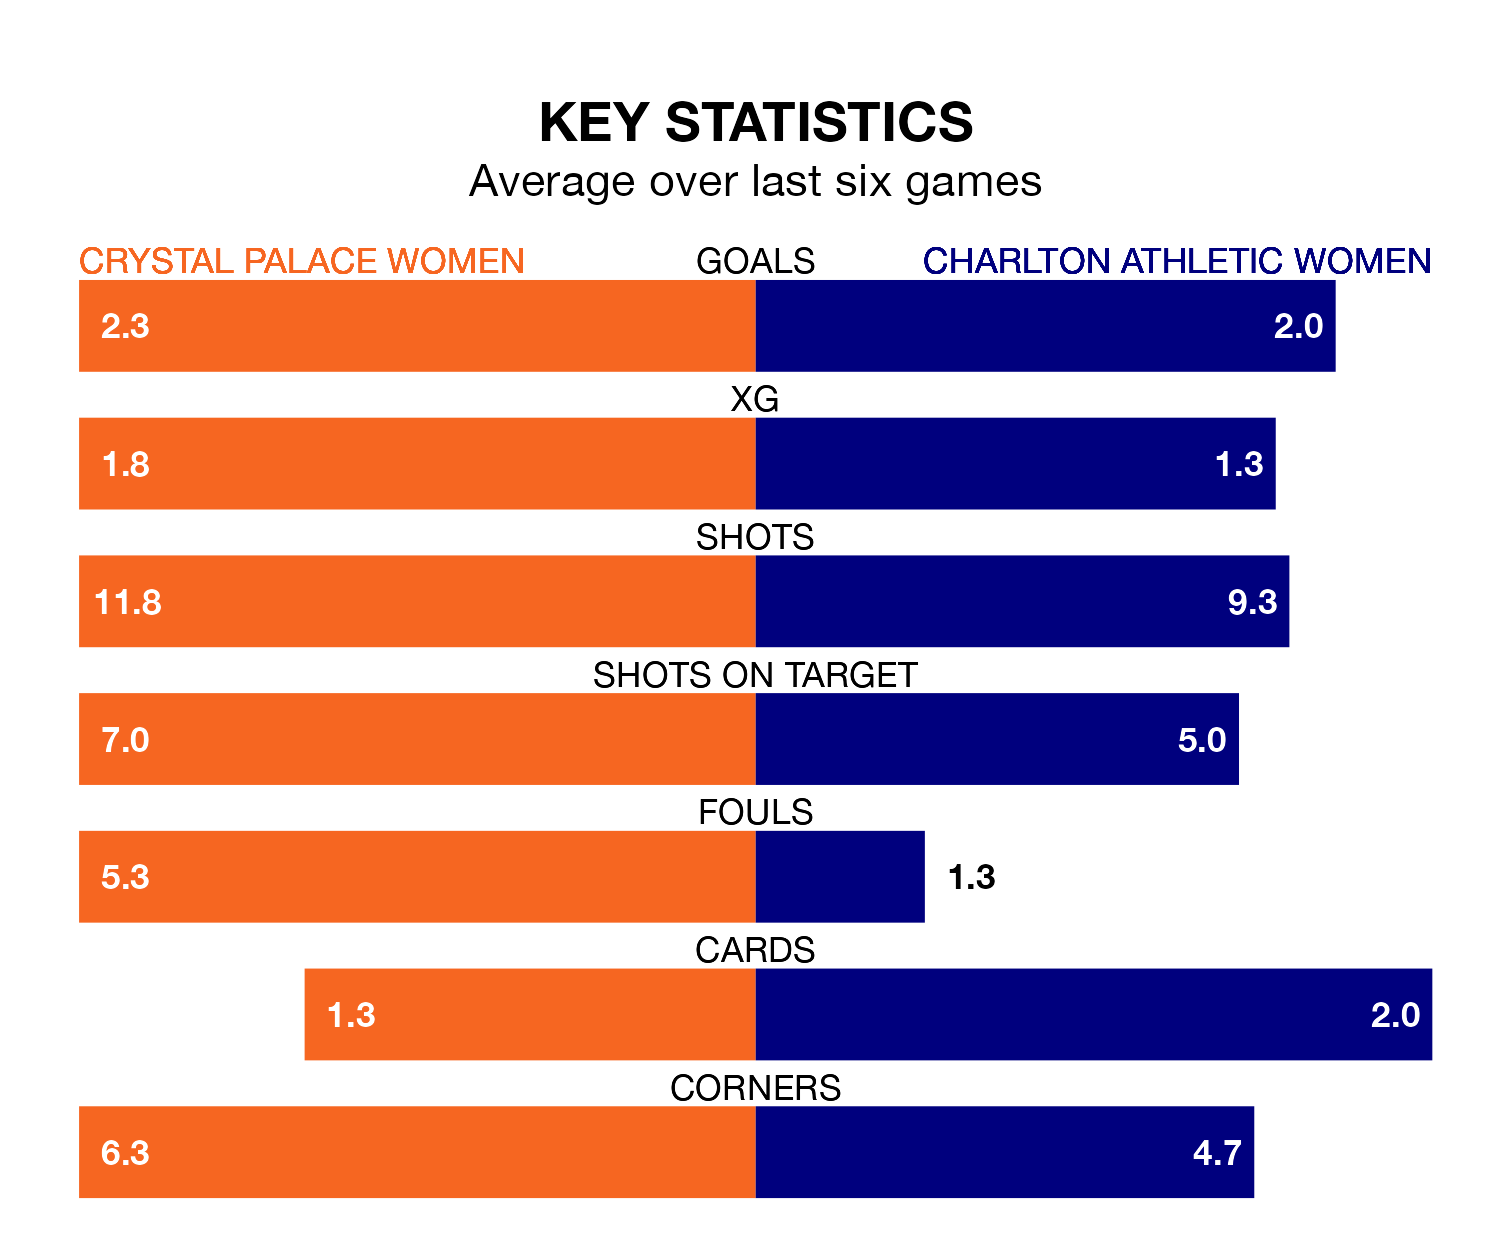 KEY STATISTICS
Average over last six games
CRYSTAL PALACE WOMEN GOALS CHARLTON ATHLETIC WOMEN
2.3 2.0
XG
1.8 1.3
SHOTS
11.8 9.3
SHOTS ON TARGET
7.0 5.0
FOULS
5.3 1.3
CARDS
1.3 2.0
CORNERS
6.3 4.7